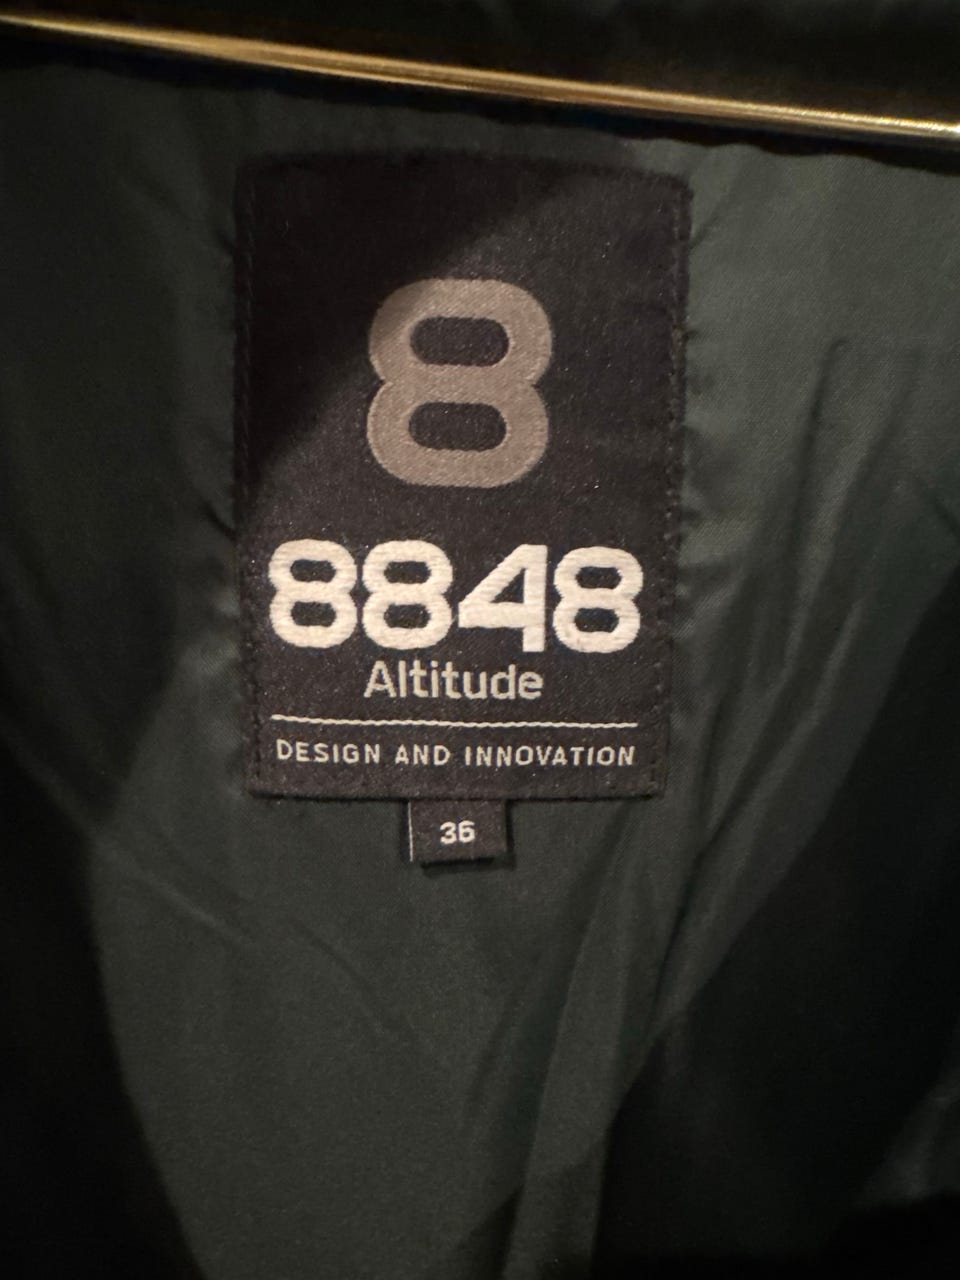 8
8848
Altitude
DESIGN AND INNOVATION
36